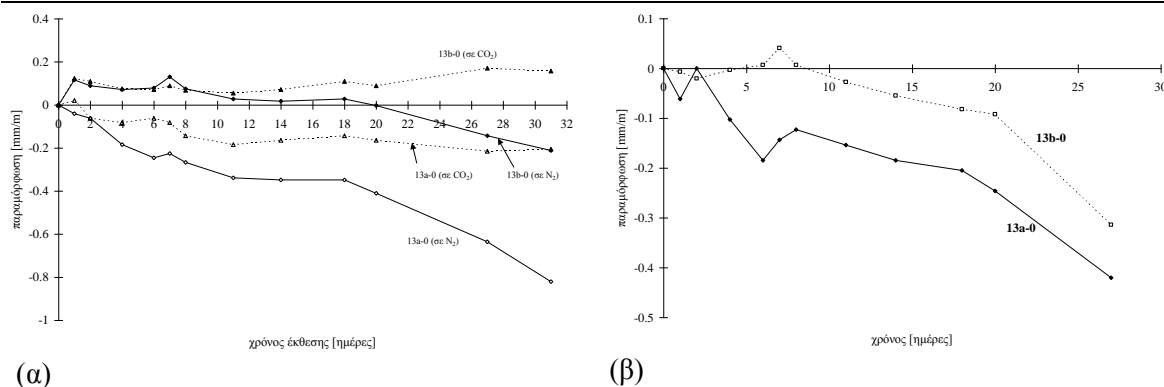 0.4
0.2
0
-0.2
-0.4
-0.6
-0.8
-1
0 2 4 6 8 10 12 14 16 18 20 22 24 26 28 30 32
παραμόρφωση [mm/m]
χρόνος έκθεσης [ημέρες]
13b-0 (σε CO₂)
13a-0 (σε CO₂)
13b-0 (σε N₂)
13a-0 (σε N₂)
(α)
0.1
0
-0.1
-0.2
-0.3
-0.4
-0.5
0 5 10 15 20 25 30
παραμόρφωση [mm/m]
χρόνος [ημέρες]
13b-0
13a-0
(β)